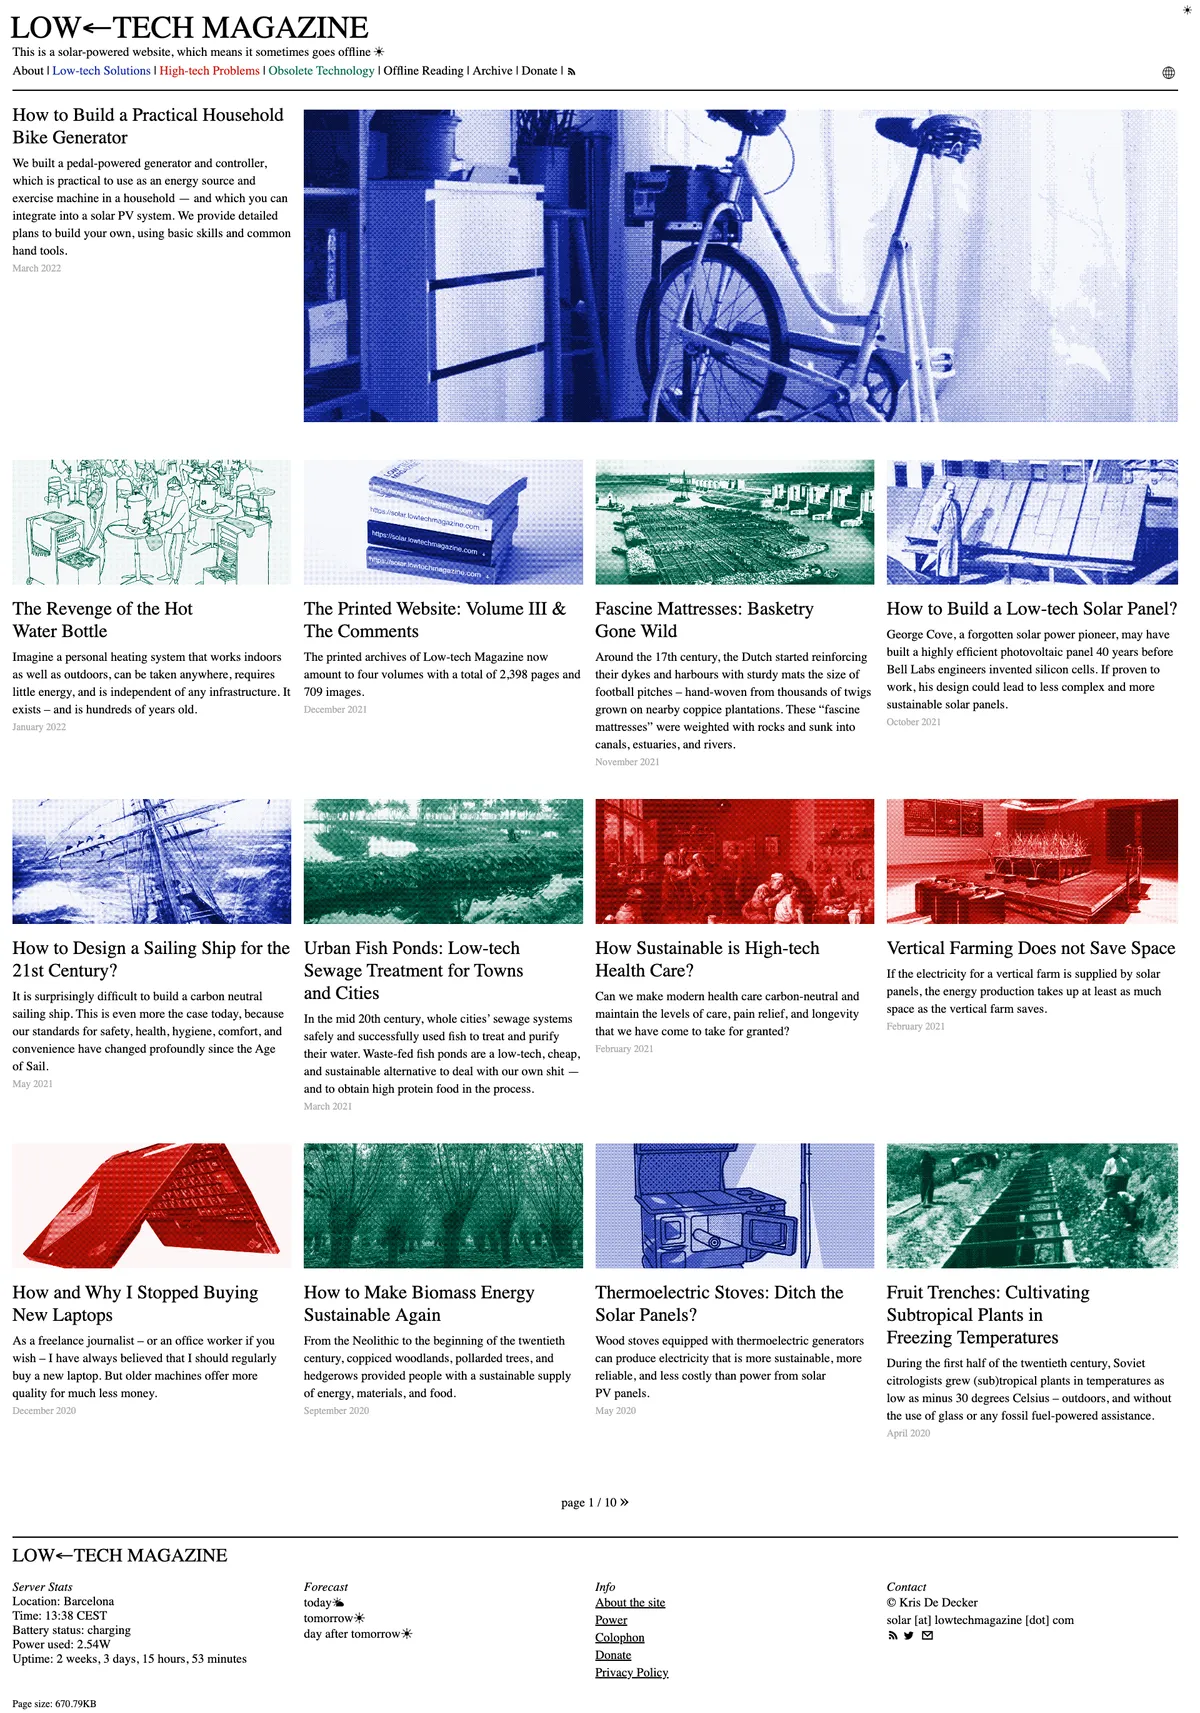 LOW←TECH MAGAZINE
This is a solar-powered website, which means it sometimes goes offline ☀
About | Low-tech Solutions | High-tech Problems | Obsolete Technology | Offline Reading | Archive | Donate |
How to Build a Practical Household
Bike Generator
We built a pedal-powered generator and controller,
which is practical to use as an energy source and
exercise machine in a household — and which you can
integrate into a solar PV system. We provide detailed
plans to build your own, using basic skills and common
hand tools.
March 2022
https://solar.lowtechmagazine.com
https://solar.lowtechmagazine.com
https://solar.lowtechmagazine.com
The Revenge of the Hot
Water Bottle
Imagine a personal heating system that works indoors
as well as outdoors, can be taken anywhere, requires
little energy, and is independent of any infrastructure. It
exists – and is hundreds of years old.
January 2022
The Printed Website: Volume III &
The Comments
The printed archives of Low-tech Magazine now
amount to four volumes with a total of 2,398 pages and
709 images.
December 2021
Fascine Mattresses: Basketry
Gone Wild
Around the 17th century, the Dutch started reinforcing
their dykes and harbours with sturdy mats the size of
football pitches – hand-woven from thousands of twigs
grown on nearby coppice plantations. These “fascine
mattresses” were weighted with rocks and sunk into
canals, estuaries, and rivers.
November 2021
How to Build a Low-tech Solar Panel?
George Cove, a forgotten solar power pioneer, may have
built a highly efficient photovoltaic panel 40 years before
Bell Labs engineers invented silicon cells. If proven to
work, his design could lead to less complex and more
sustainable solar panels.
October 2021
How to Design a Sailing Ship for the
21st Century?
It is surprisingly difficult to build a carbon neutral
sailing ship. This is even more the case today, because
our standards for safety, health, hygiene, comfort, and
convenience have changed profoundly since the Age
of Sail.
May 2021
Urban Fish Ponds: Low-tech
Sewage Treatment for Towns
and Cities
In the mid 20th century, whole cities’ sewage systems
safely and successfully used fish to treat and purify
their water. Waste-fed fish ponds are a low-tech, cheap,
and sustainable alternative to deal with our own shit —
and to obtain high protein food in the process.
March 2021
How Sustainable is High-tech
Health Care?
Can we make modern health care carbon-neutral and
maintain the levels of care, pain relief, and longevity
that we have come to take for granted?
February 2021
Vertical Farming Does not Save Space
If the electricity for a vertical farm is supplied by solar
panels, the energy production takes up at least as much
space as the vertical farm saves.
February 2021
How and Why I Stopped Buying
New Laptops
As a freelance journalist – or an office worker if you
wish – I have always believed that I should regularly
buy a new laptop. But older machines offer more
quality for much less money.
December 2020
How to Make Biomass Energy
Sustainable Again
From the Neolithic to the beginning of the twentieth
century, coppiced woodlands, pollarded trees, and
hedgerows provided people with a sustainable supply
of energy, materials, and food.
September 2020
Thermoelectric Stoves: Ditch the
Solar Panels?
Wood stoves equipped with thermoelectric generators
can produce electricity that is more sustainable, more
reliable, and less costly than power from solar
PV panels.
May 2020
Fruit Trenches: Cultivating
Subtropical Plants in
Freezing Temperatures
During the first half of the twentieth century, Soviet
citrologists grew (sub)tropical plants in temperatures as
low as minus 30 degrees Celsius – outdoors, and without
the use of glass or any fossil fuel-powered assistance.
April 2020
page 1 / 10 »
LOW←TECH MAGAZINE
Server Stats
Location: Barcelona
Time: 13:38 CEST
Battery status: charging
Power used: 2.54W
Uptime: 2 weeks, 3 days, 15 hours, 53 minutes
Forecast
today
tomorrow☀
day after tomorrow☀
Info
About the site
Power
Colophon
Donate
Privacy Policy
Contact
© Kris De Decker
solar [at] lowtechmagazine [dot] com
Page size: 670.79KB